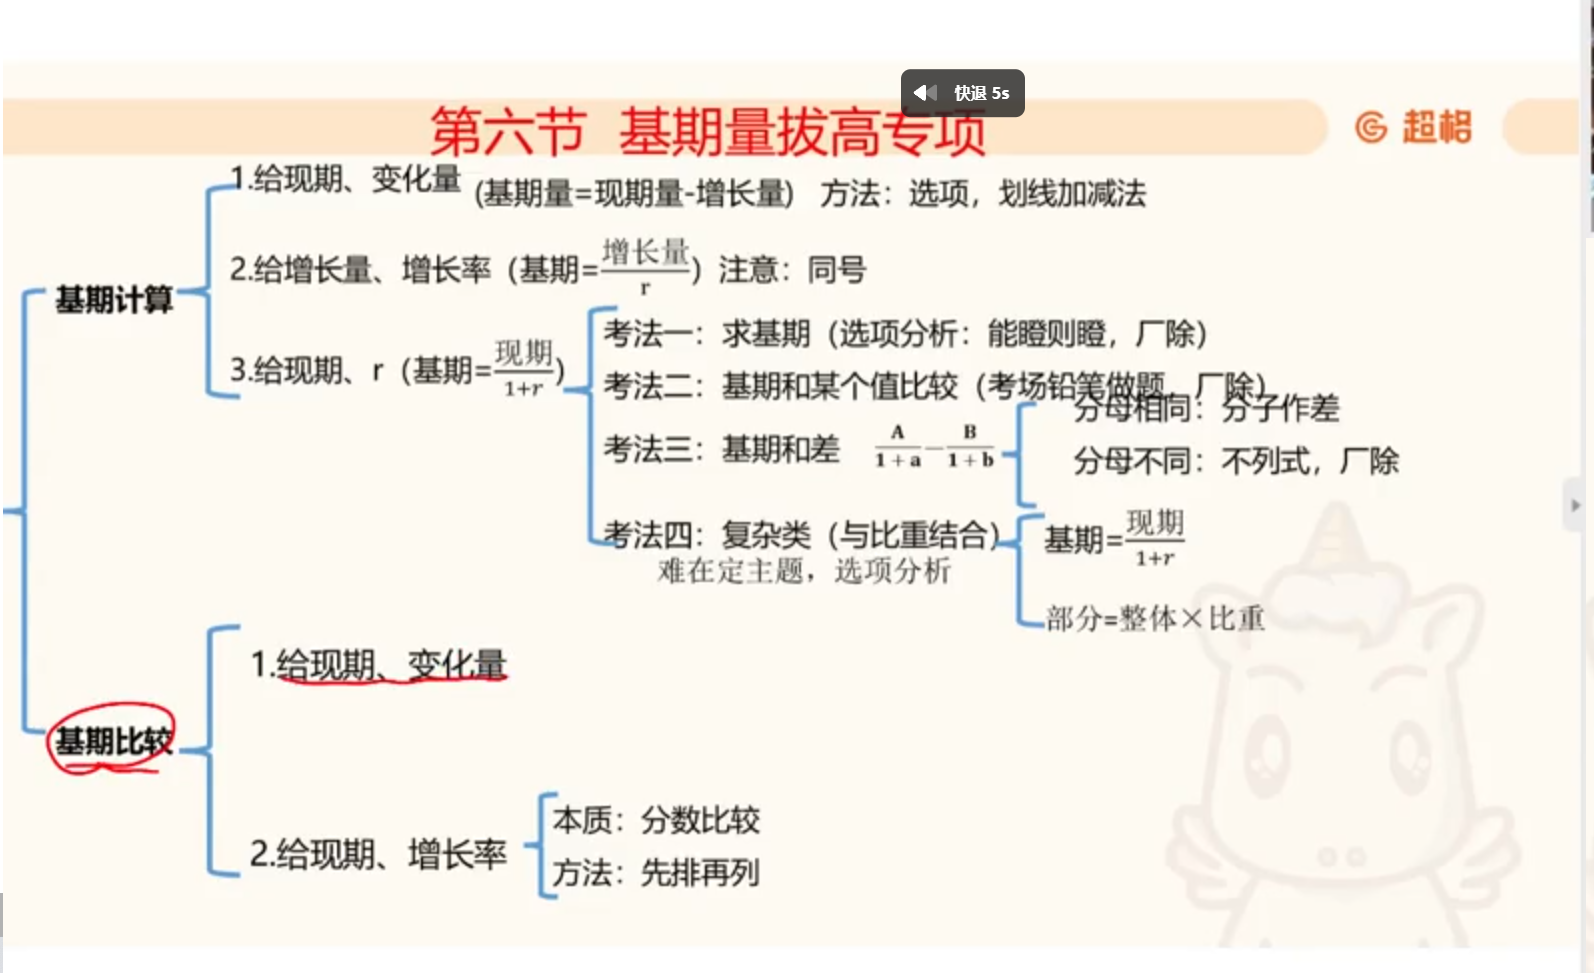 快退 5s
第六节 基期量拔高专项
超格
1.给现期、变化量 (基期量=现期量-增长量) 方法：选项，划线加减法
基期计算
2.给增长量、增长率（基期=增长量/r）注意：同号
3.给现期、r（基期=现期/1+r）
考法一：求基期（选项分析：能瞪则瞪，厂除）
考法二：基期和某个值比较（考场铅笔做题，厂除）
考法三：基期和差 A/1+a－B/1+b
分母相同：分子作差
分母不同：不列式，厂除
考法四：复杂类（与比重结合）
难在定主题，选项分析
基期=现期/1+r
部分=整体×比重
基期比较
1.给现期、变化量
2.给现期、增长率
本质：分数比较
方法：先排再列